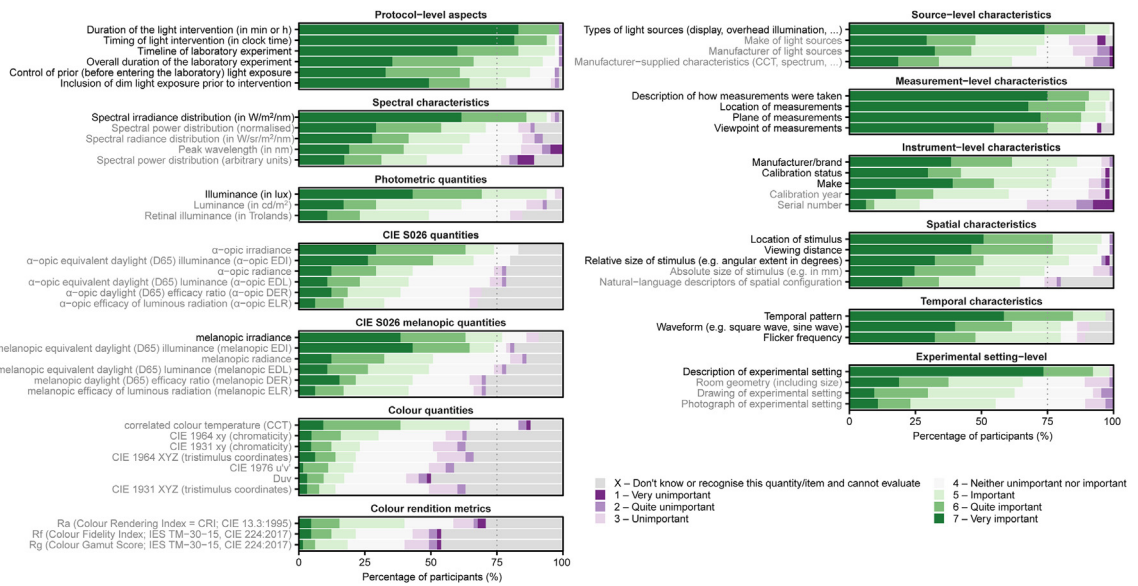 Protocol−level aspects
Duration of the light intervention (in min or h)
Timing of light intervention (in clock time)
Timeline of laboratory experiment
Overall duration of the laboratory experiment
Control of prior (before entering the laboratory) light exposure
Inclusion of dim light exposure prior to intervention
Spectral characteristics
Spectral irradiance distribution (in W/m²/nm)
Spectral power distribution (normalised)
Spectral radiance distribution (in W/sr/m²/nm)
Peak wavelength (in nm)
Spectral power distribution (arbitrary units)
Photometric quantities
Illuminance (in lux)
Luminance (in cd/m²)
Retinal illuminance (in Trolands)
CIE S026 quantities
α−opic irradiance
α−opic equivalent daylight (D65) illuminance (α−opic EDI)
α−opic radiance
α−opic equivalent daylight (D65) luminance (α−opic EDL)
α−opic daylight (D65) efficacy ratio (α−opic DER)
α−opic efficacy of luminous radiation (α−opic ELR)
CIE S026 melanopic quantities
melanopic irradiance
melanopic equivalent daylight (D65) illuminance (melanopic EDI)
melanopic radiance
melanopic equivalent daylight (D65) luminance (melanopic EDL)
melanopic daylight (D65) efficacy ratio (melanopic DER)
melanopic efficacy of luminous radiation (melanopic ELR)
Colour quantities
correlated colour temperature (CCT)
CIE 1964 xy (chromaticity)
CIE 1931 xy (chromaticity)
CIE 1964 XYZ (tristimulus coordinates)
CIE 1976 u'v'
Duv
CIE 1931 XYZ (tristimulus coordinates)
Colour rendition metrics
Ra (Colour Rendering Index = CRI; CIE 13.3:1995)
Rf (Colour Fidelity Index; IES TM−30−15, CIE 224:2017)
Rg (Colour Gamut Score; IES TM−30−15, CIE 224:2017)
0 25 50 75 100
Percentage of participants (%)
Source−level characteristics
Types of light sources (display, overhead illumination, ...)
Make of light sources
Manufacturer of light sources
Manufacturer−supplied characteristics (CCT, spectrum, ...)
Measurement−level characteristics
Description of how measurements were taken
Location of measurements
Plane of measurements
Viewpoint of measurements
Instrument−level characteristics
Manufacturer/brand
Calibration status
Make
Calibration year
Serial number
Spatial characteristics
Location of stimulus
Viewing distance
Relative size of stimulus (e.g. angular extent in degrees)
Absolute size of stimulus (e.g. in mm)
Natural−language descriptors of spatial configuration
Temporal characteristics
Temporal pattern
Waveform (e.g. square wave, sine wave)
Flicker frequency
Experimental setting−level
Description of experimental setting
Room geometry (including size)
Drawing of experimental setting
Photograph of experimental setting
0 25 50 75 100
Percentage of participants (%)
X – Don't know or recognise this quantity/item and cannot evaluate
1 – Very unimportant
2 – Quite unimportant
3 – Unimportant
4 – Neither unimportant nor important
5 – Important
6 – Quite important
7 – Very important